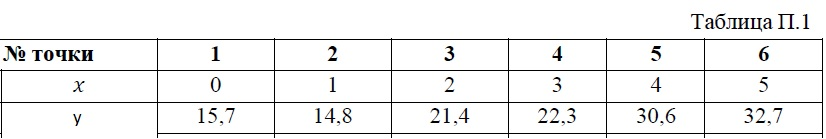 Таблица П.1
№ точки 1 2 3 4 5 6
x 0 1 2 3 4 5
y 15,7 14,8 21,4 22,3 30,6 32,7